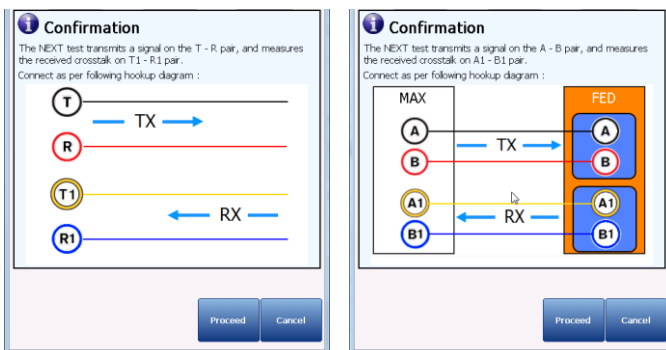 Confirmation
The NEXT test transmits a signal on the T - R pair, and measures
the received crosstalk on T1 - R1 pair.
Connect as per following hookup diagram :
T
TX
R
T1
RX
R1
Proceed Cancel
Confirmation
The NEXT test transmits a signal on the A - B pair, and measures
the received crosstalk on A1 - B1 pair.
Connect as per following hookup diagram :
MAX FED
A A
TX
B B
A1 A1
RX
B1 B1
Proceed Cancel